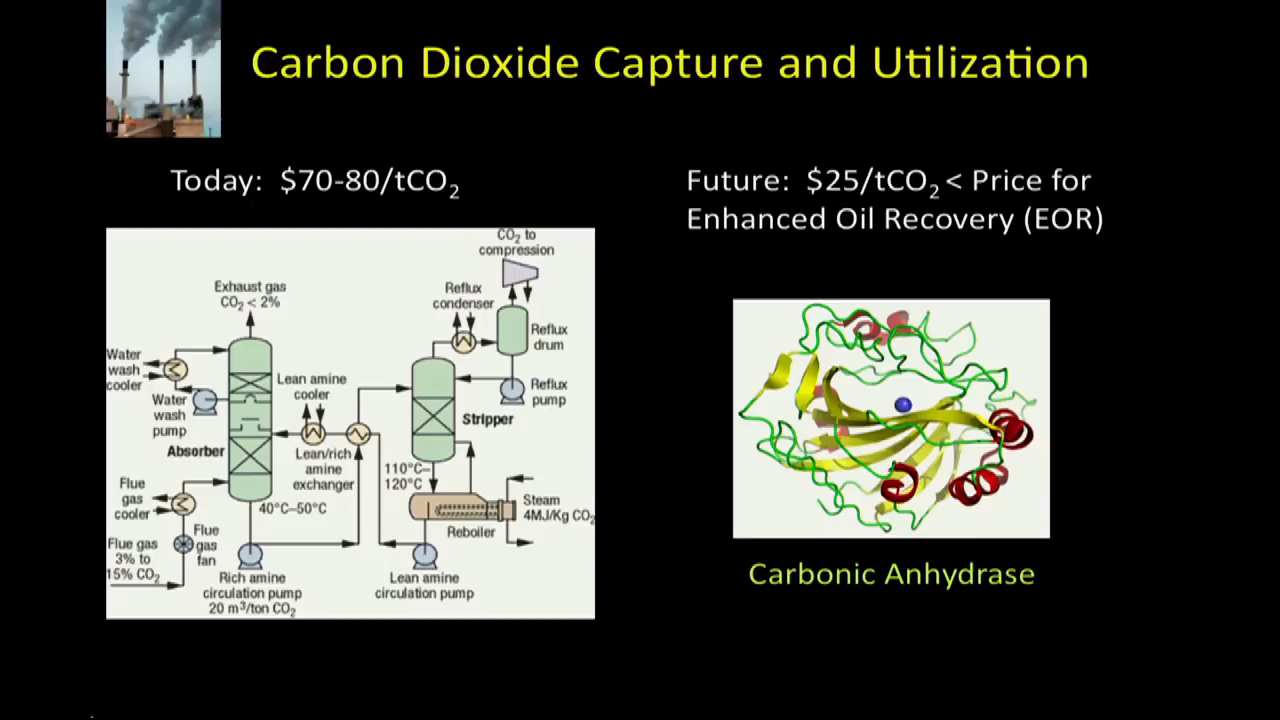 Carbon Dioxide Capture and Utilization
Today: $70-80/tCO₂
Future: $25/tCO₂ < Price for
Enhanced Oil Recovery (EOR)
CO₂ to
compression
Exhaust gas
CO₂ < 2%
Reflux
condenser
Reflux
drum
Water
wash
cooler
Lean amine
cooler
Reflux
pump
Water
wash
pump
Stripper
Absorber
Lean/rich
amine
exchanger
110°C–
120°C
Flue
gas
cooler
40°C–50°C
Steam
4MJ/Kg CO₂
Reboiler
Flue
gas
fan
Flue gas
3% to
15% CO₂
Rich amine
circulation pump
20 m³/ton CO₂
Lean amine
circulation pump
Carbonic Anhydrase